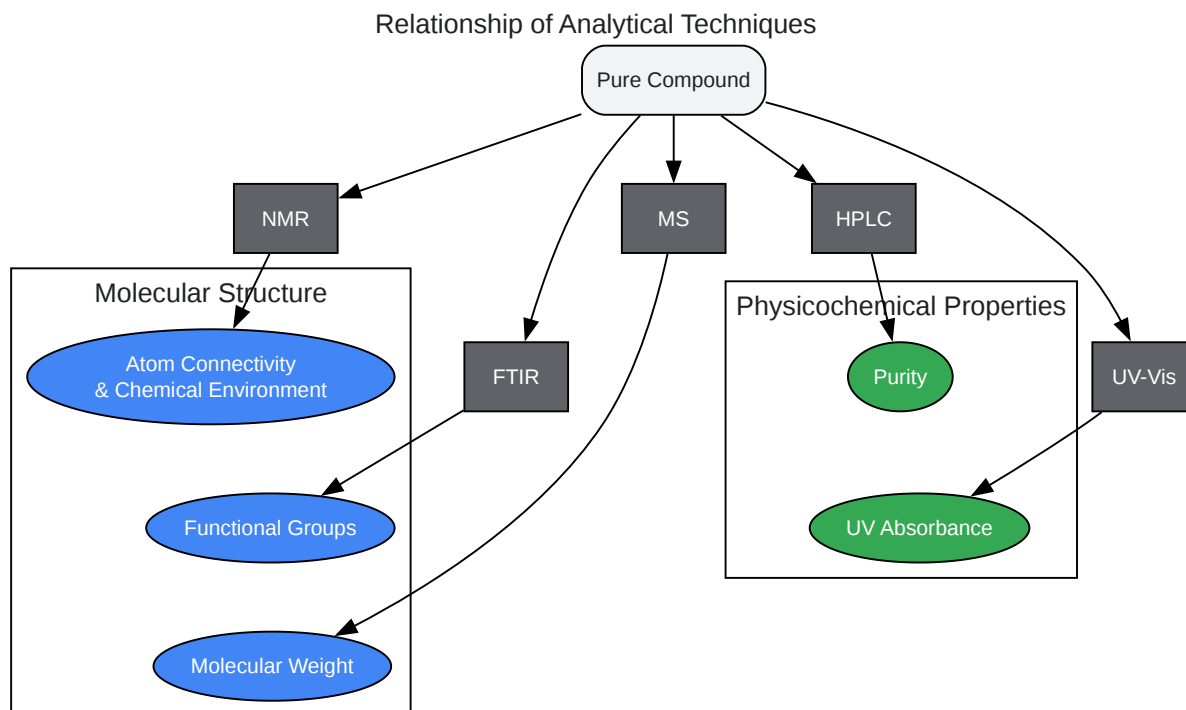 Relationship of Analytical Techniques
Pure Compound
NMR
MS
HPLC
Molecular Structure
Physicochemical Properties
Atom Connectivity
& Chemical Environment
FTIR
Purity
UV-Vis
Functional Groups
UV Absorbance
Molecular Weight